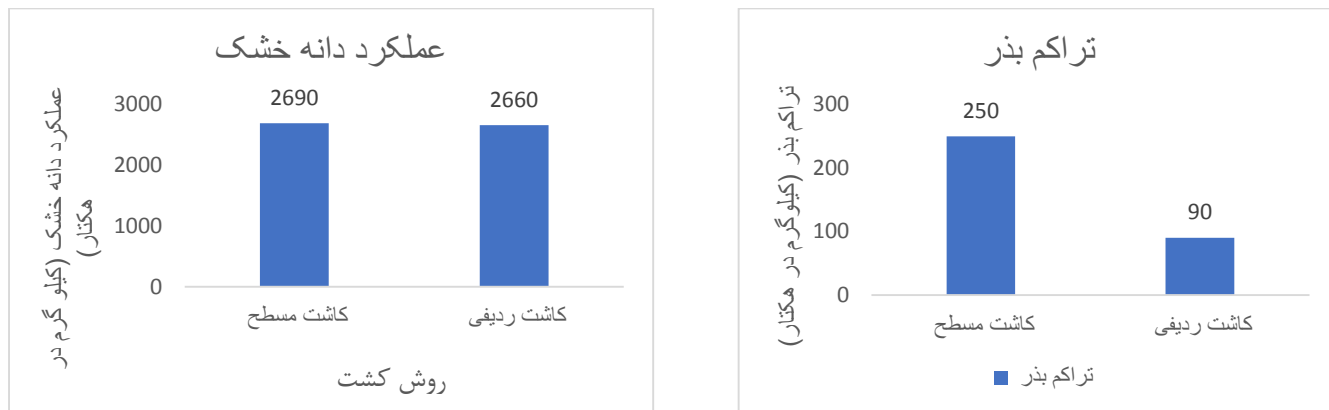 عملکرد دانه خشک
عملکرد دانه خشک (کیلو گرم در
هکتار)
3000
2000
1000
0
2690
2660
کاشت مسطح
کاشت ردیفی
روش کشت
تراکم بذر
تراکم بذر (کیلوگرم در هکتار)
300
200
100
0
250
90
کاشت مسطح
کاشت ردیفی
تراکم بذر